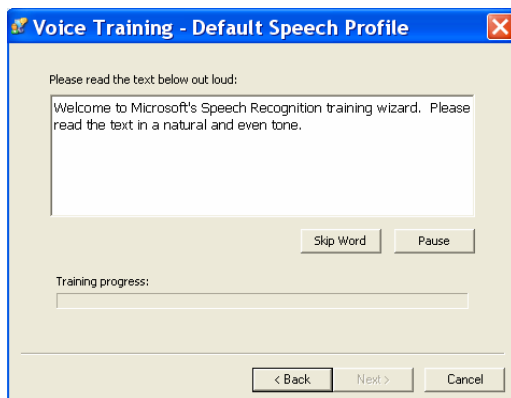 Voice Training - Default Speech Profile
Please read the text below out loud:
Welcome to Microsoft's Speech Recognition training wizard.  Please
read the text in a natural and even tone.
Skip Word Pause
Training progress:
< Back Next > Cancel